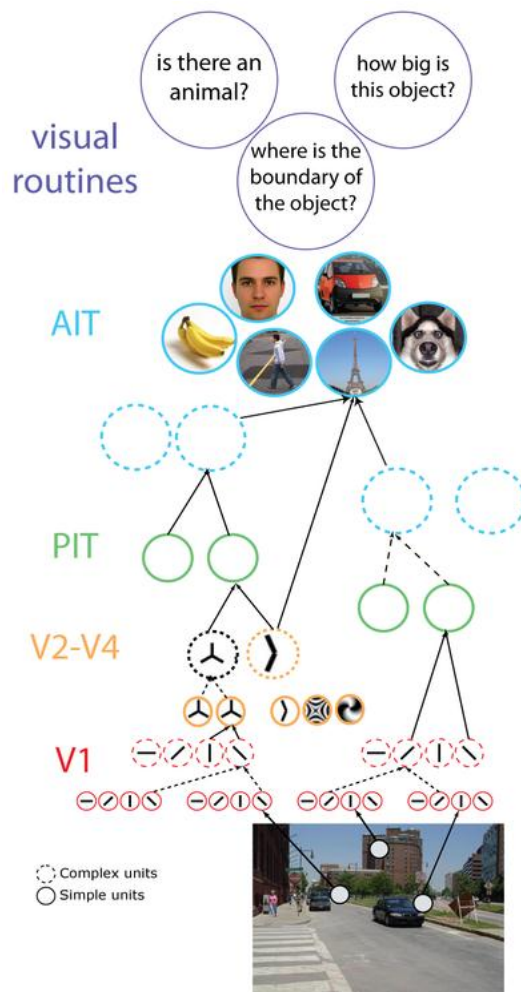 is there an
animal?
how big is
this object?
visual
routines
where is the
boundary of
the object?
AIT
PIT
V2-V4
V1
Complex units
Simple units